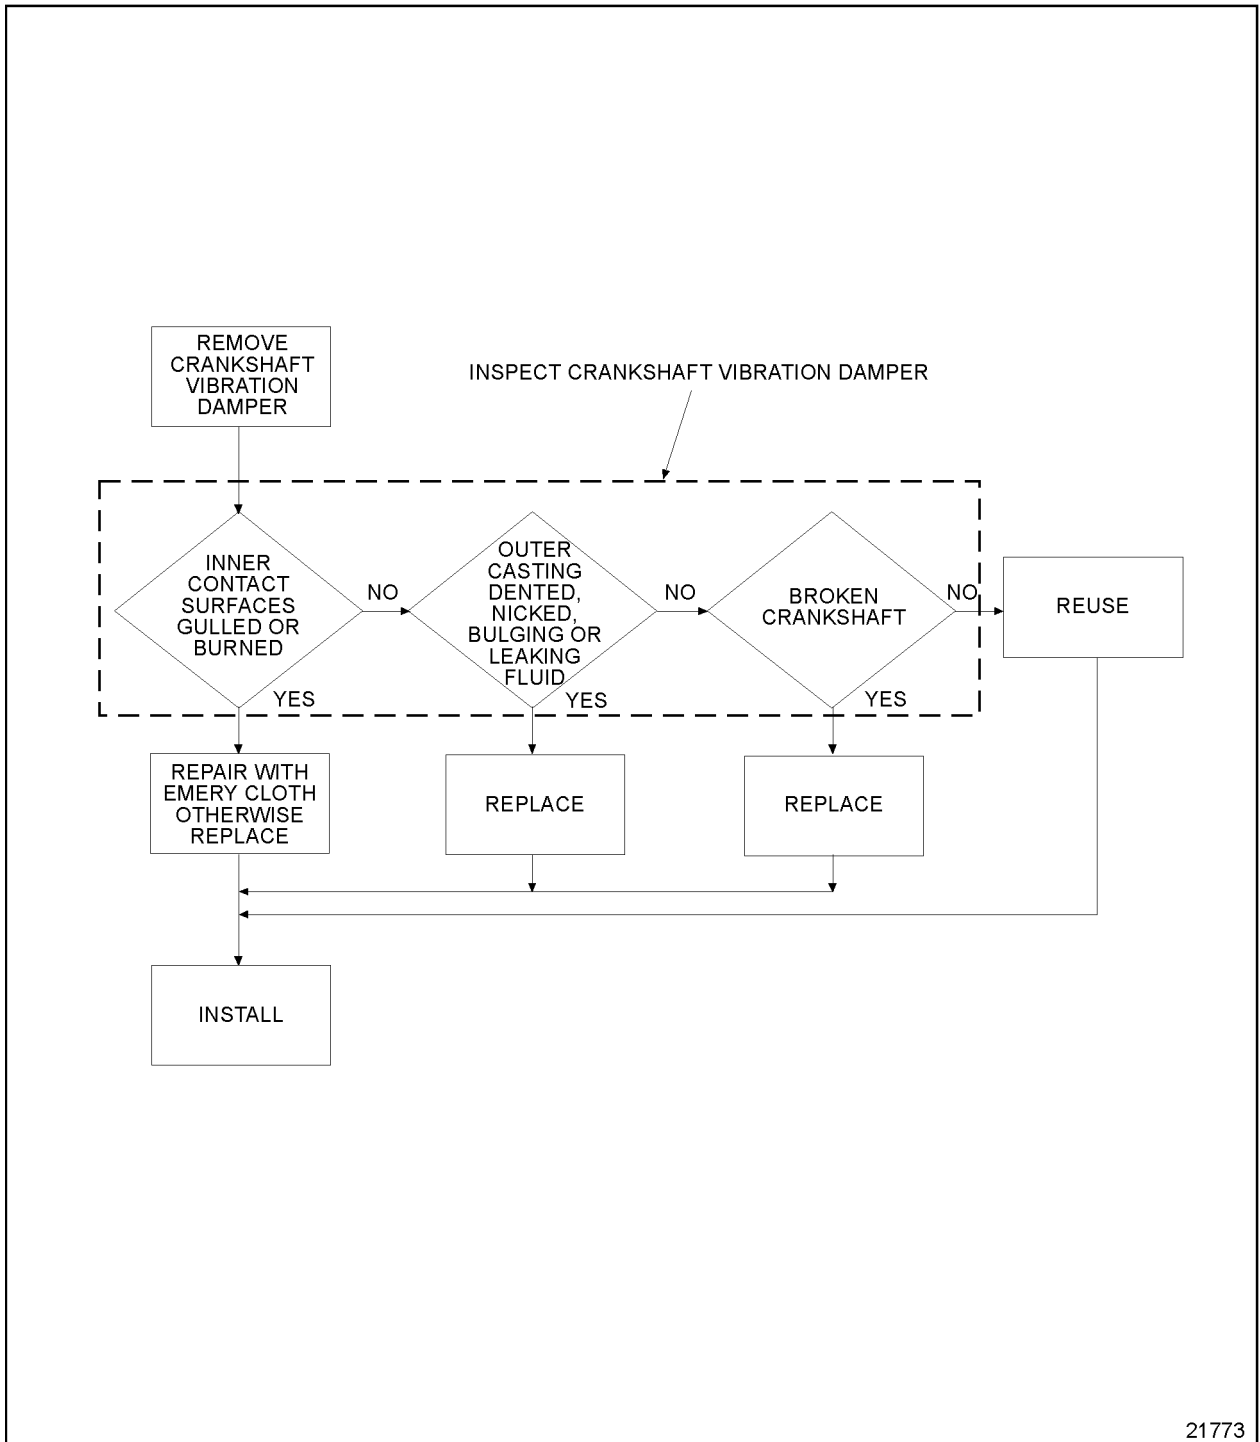 REMOVE
CRANKSHAFT
VIBRATION
DAMPER
INSPECT CRANKSHAFT VIBRATION DAMPER
INNER
CONTACT
SURFACES
GULLED OR
BURNED
NO
YES
OUTER
CASTING
DENTED,
NICKED,
BULGING OR
LEAKING
FLUID
NO
YES
BROKEN
CRANKSHAFT
NO
YES
REUSE
REPAIR WITH
EMERY CLOTH
OTHERWISE
REPLACE
REPLACE
REPLACE
INSTALL
21773